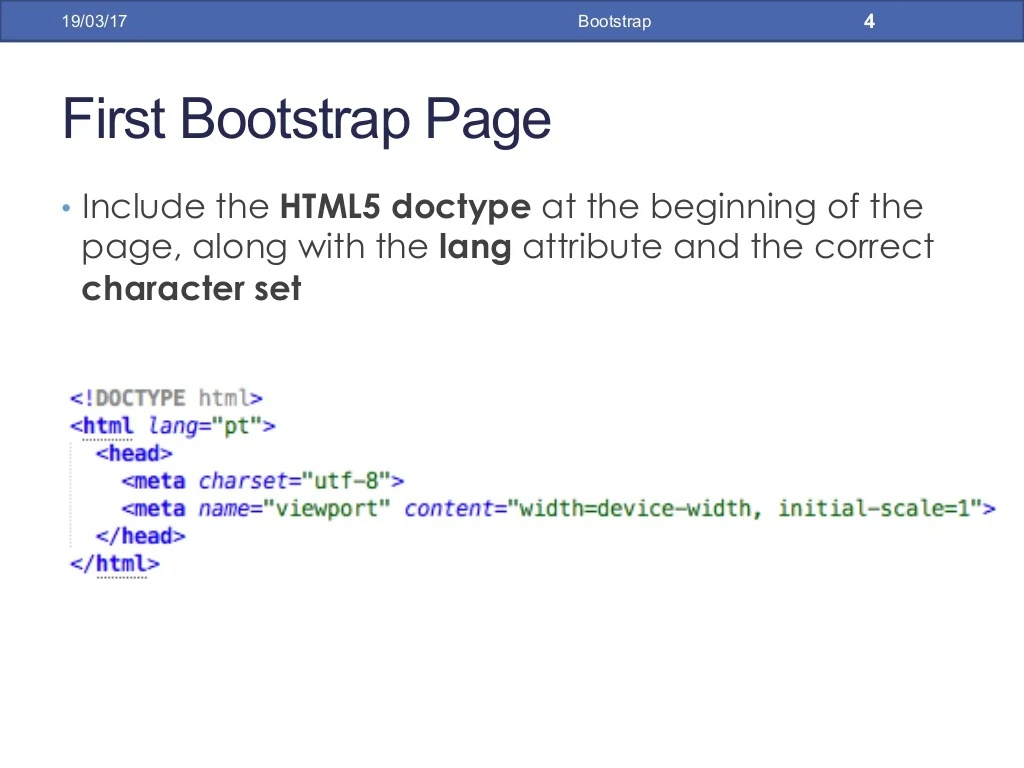 19/03/17 Bootstrap 4
First Bootstrap Page
• Include the HTML5 doctype at the beginning of the
page, along with the lang attribute and the correct
character set
<!DOCTYPE html>
<html lang="pt">
  <head>
    <meta charset="utf-8">
    <meta name="viewport" content="width=device-width, initial-scale=1">
  </head>
</html>